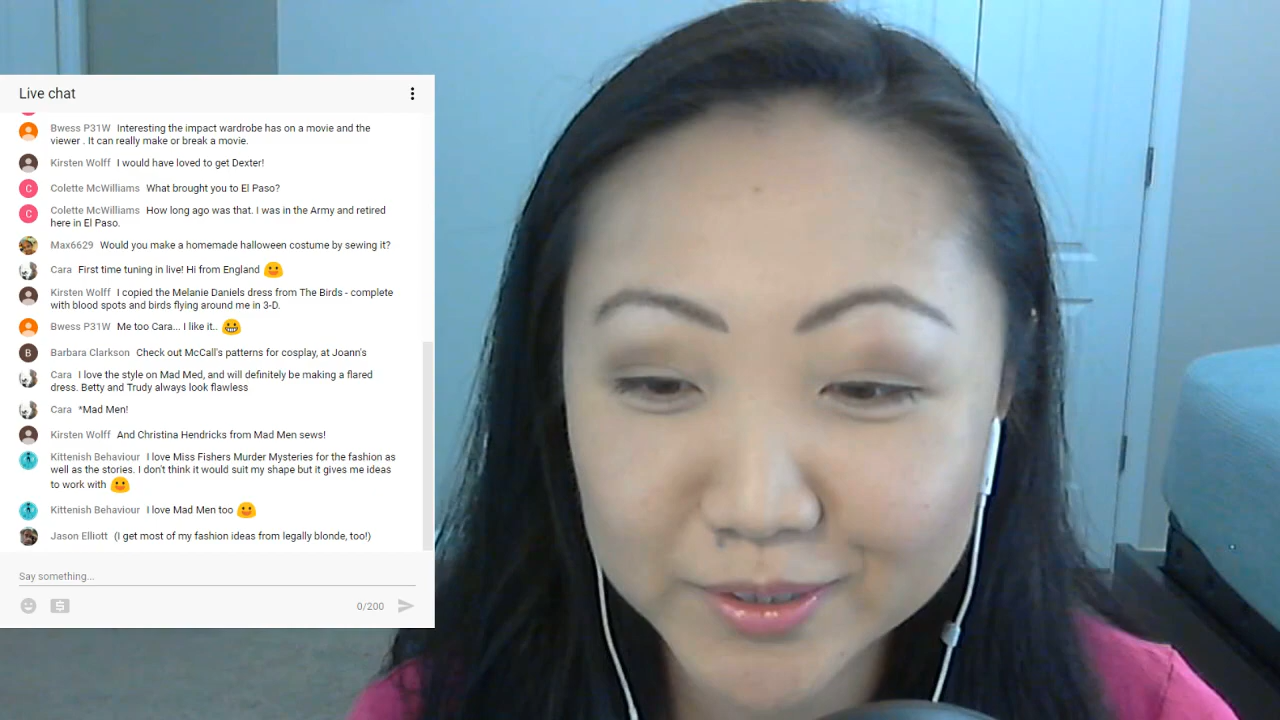 Live chat
Bwess P31W Interesting the impact wardrobe has on a movie and the
viewer . It can really make or break a movie.
Kirsten Wolff I would have loved to get Dexter!
C Colette McWilliams What brought you to El Paso?
C Colette McWilliams How long ago was that. I was in the Army and retired
here in El Paso.
Max6629 Would you make a homemade halloween costume by sewing it?
Cara First time tuning in live! Hi from England
Kirsten Wolff I copied the Melanie Daniels dress from The Birds - complete
with blood spots and birds flying around me in 3-D.
Bwess P31W Me too Cara... I like it..
B Barbara Clarkson Check out McCall's patterns for cosplay, at Joann's
Cara I love the style on Mad Med, and will definitely be making a flared
dress. Betty and Trudy always look flawless
Cara *Mad Men!
Kirsten Wolff And Christina Hendricks from Mad Men sews!
Kittenish Behaviour I love Miss Fishers Murder Mysteries for the fashion as
well as the stories. I don't think it would suit my shape but it gives me ideas
to work with
Kittenish Behaviour I love Mad Men too
Jason Elliott (I get most of my fashion ideas from legally blonde, too!)
Say something...
$ 0/200